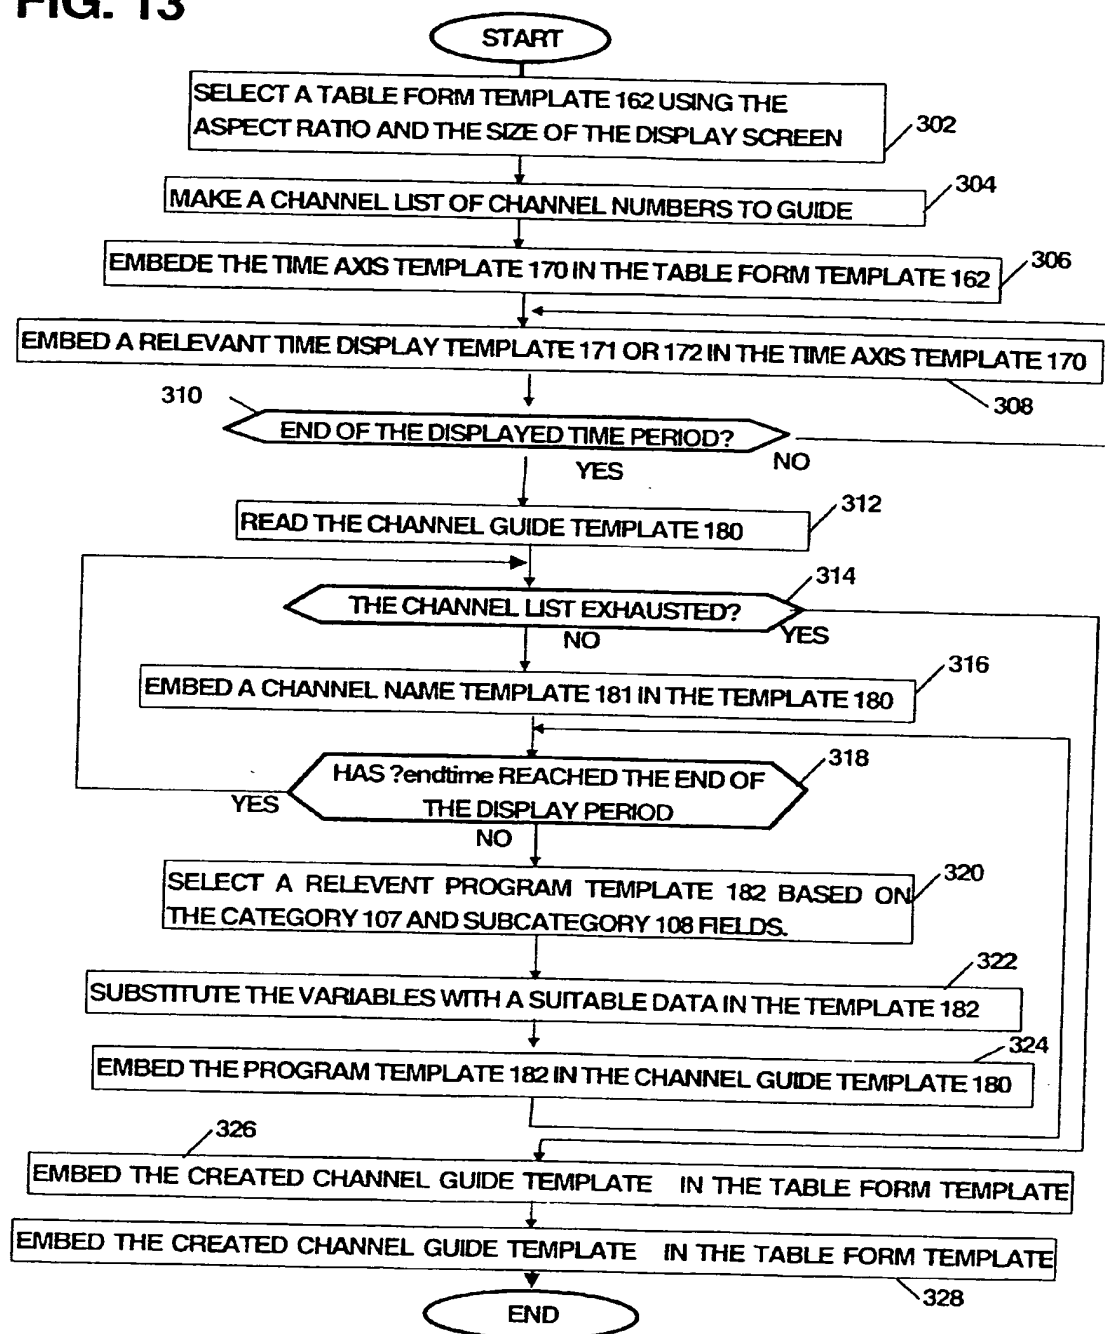 FIG. 13
START
SELECT A TABLE FORM TEMPLATE 162 USING THE
ASPECT RATIO AND THE SIZE OF THE DISPLAY SCREEN
302
304
MAKE A CHANNEL LIST OF CHANNEL NUMBERS TO GUIDE
306
EMBEDE THE TIME AXIS TEMPLATE 170 IN THE TABLE FORM TEMPLATE 162
EMBED A RELEVANT TIME DISPLAY TEMPLATE 171 OR 172 IN THE TIME AXIS TEMPLATE 170
308
310
END OF THE DISPLAYED TIME PERIOD?
YES
NO
312
READ THE CHANNEL GUIDE TEMPLATE 180
314
THE CHANNEL LIST EXHAUSTED?
NO
YES
316
EMBED A CHANNEL NAME TEMPLATE 181 IN THE TEMPLATE 180
318
HAS ?endtime REACHED THE END OF
THE DISPLAY PERIOD
YES
NO
320
SELECT A RELEVENT PROGRAM TEMPLATE 182 BASED ON
THE CATEGORY 107 AND SUBCATEGORY 108 FIELDS.
322
SUBSTITUTE THE VARIABLES WITH A SUITABLE DATA IN THE TEMPLATE 182
324
EMBED THE PROGRAM TEMPLATE 182 IN THE CHANNEL GUIDE TEMPLATE 180
326
EMBED THE CREATED CHANNEL GUIDE TEMPLATE IN THE TABLE FORM TEMPLATE
EMBED THE CREATED CHANNEL GUIDE TEMPLATE IN THE TABLE FORM TEMPLATE
328
END